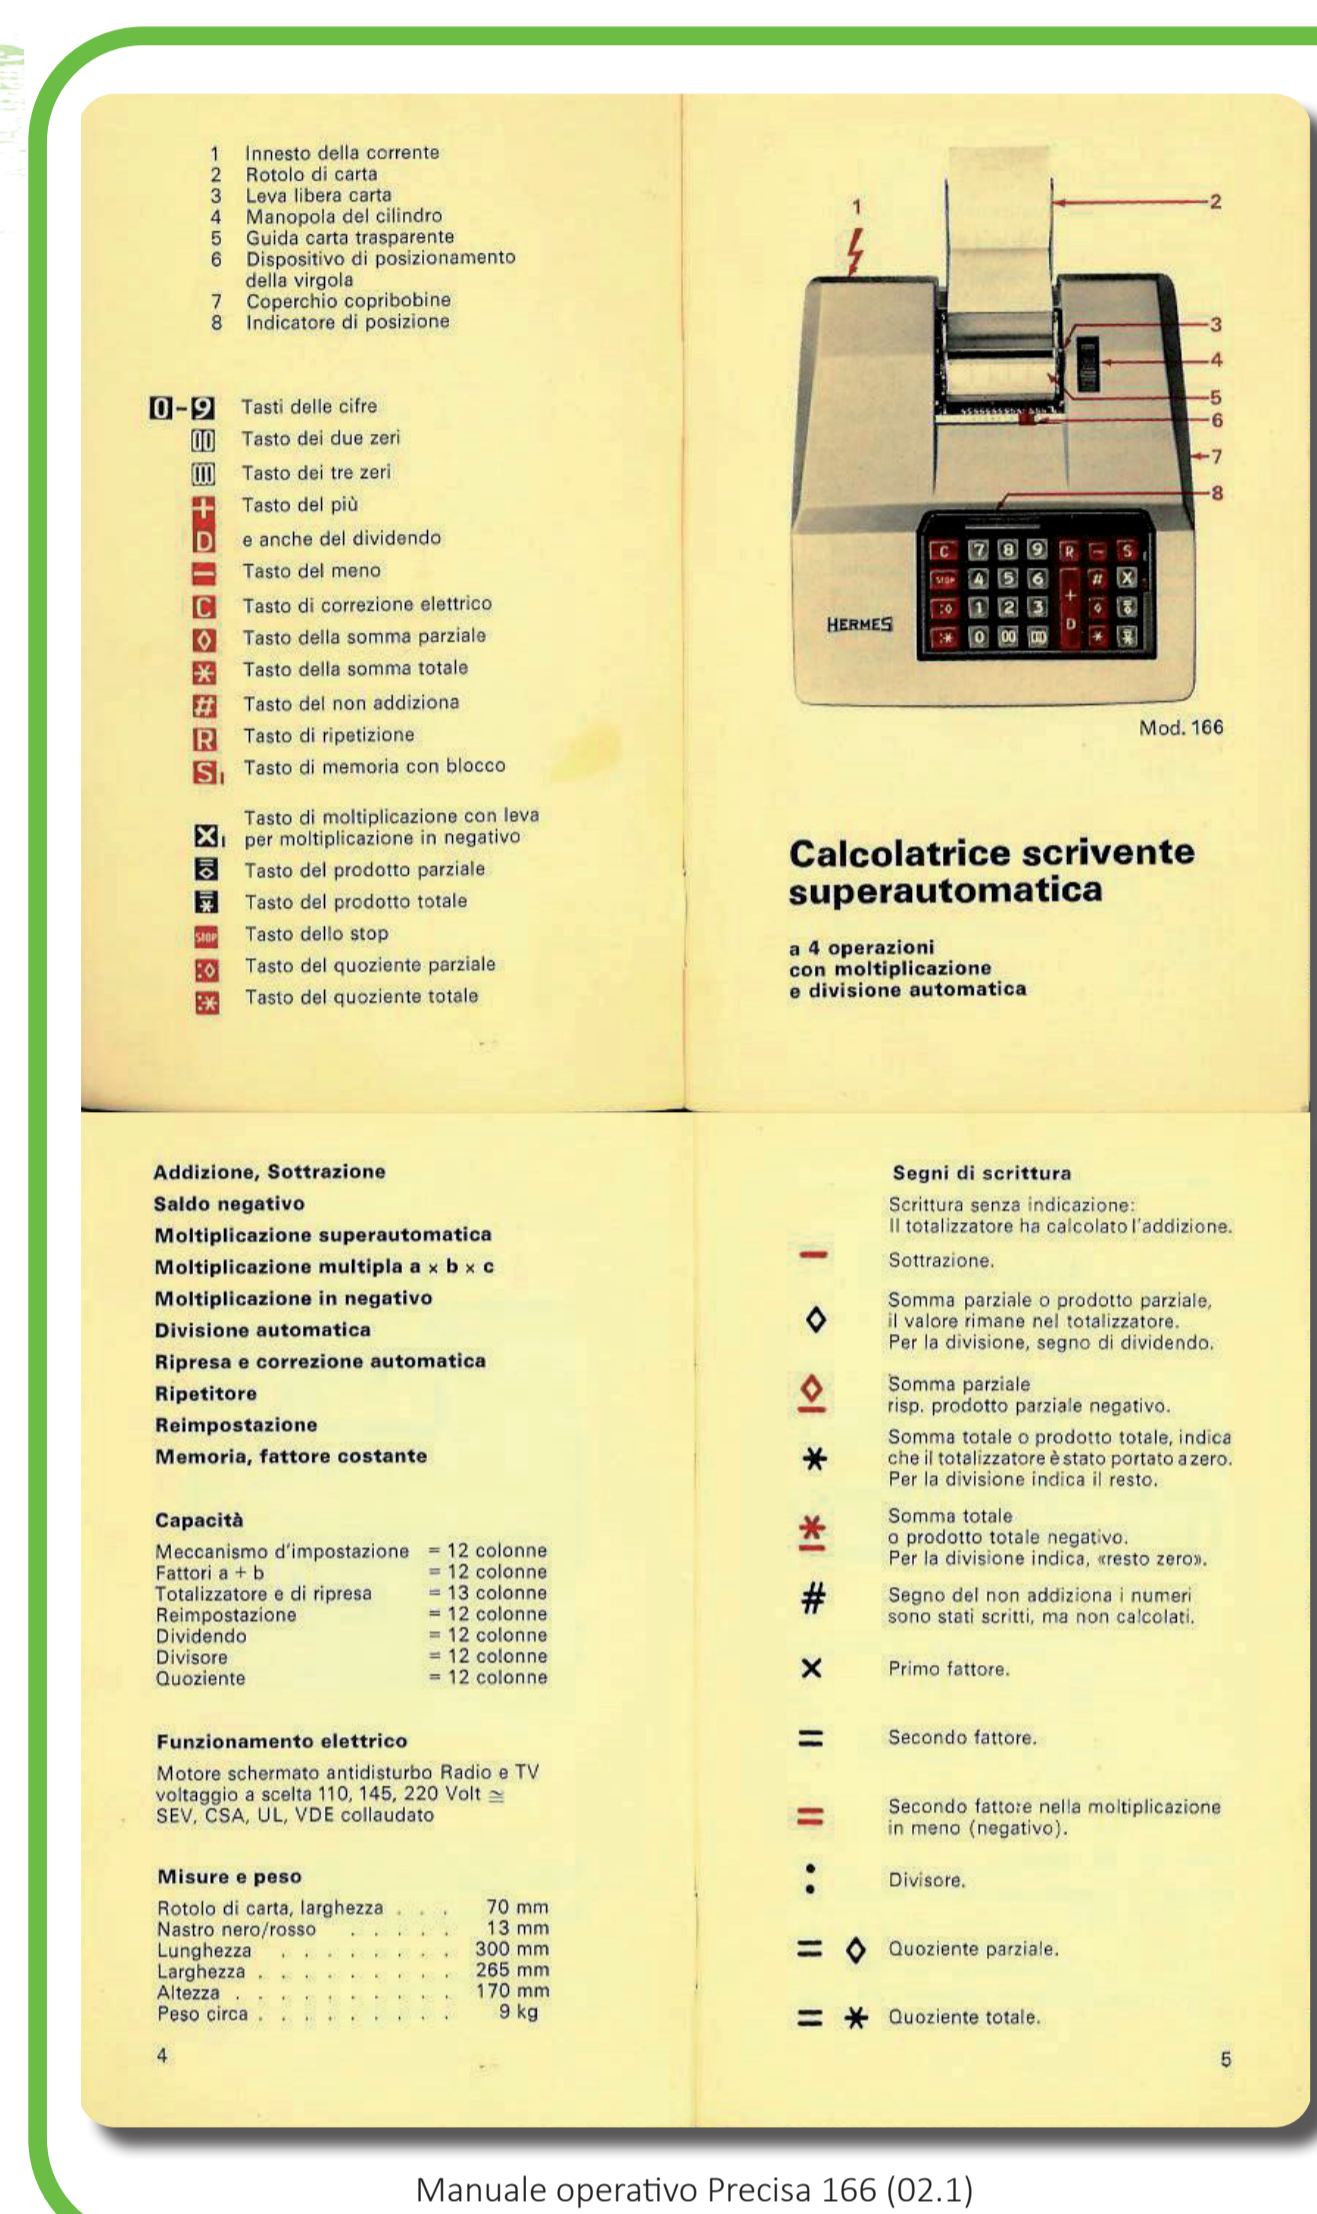 1 Innesto della corrente
2 Rotolo di carta
3 Leva libera carta
4 Manopola del cilindro
5 Guida carta trasparente
6 Dispositivo di posizionamento
della virgola
7 Coperchio copribobine
8 Indicatore di posizione
0-9 Tasti delle cifre
00 Tasto dei due zeri
000 Tasto dei tre zeri
+ Tasto del più
D e anche del dividendo
− Tasto del meno
C Tasto di correzione elettrico
◊ Tasto della somma parziale
* Tasto della somma totale
# Tasto del non addiziona
R Tasto di ripetizione
S Tasto di memoria con blocco
Tasto di moltiplicazione con leva
X per moltiplicazione in negativo
Tasto del prodotto parziale
Tasto del prodotto totale
STOP Tasto dello stop
:◊ Tasto del quoziente parziale
:* Tasto del quoziente totale
1
2
3
4
5
6
7
8
C 7 8 9 R − S
STOP 4 5 6 + # X
:◊ 1 2 3 ◊
:* 0 00 000 D *
HERMES
Mod. 166
Calcolatrice scrivente
superautomatica
a 4 operazioni
con moltiplicazione
e divisione automatica
Addizione, Sottrazione
Saldo negativo
Moltiplicazione superautomatica
Moltiplicazione multipla a × b × c
Moltiplicazione in negativo
Divisione automatica
Ripresa e correzione automatica
Ripetitore
Reimpostazione
Memoria, fattore costante
Capacità
Meccanismo d'impostazione = 12 colonne
Fattori a + b = 12 colonne
Totalizzatore e di ripresa = 13 colonne
Reimpostazione = 12 colonne
Dividendo = 12 colonne
Divisore = 12 colonne
Quoziente = 12 colonne
Funzionamento elettrico
Motore schermato antidisturbo Radio e TV
voltaggio a scelta 110, 145, 220 Volt ≅
SEV, CSA, UL, VDE collaudato
Misure e peso
Rotolo di carta, larghezza . . . 70 mm
Nastro nero/rosso . . . . . 13 mm
Lunghezza . . . . . . . . 300 mm
Larghezza . . . . . . . . . 265 mm
Altezza . . . . . . . . . . 170 mm
Peso circa . . . . . . . . . 9 kg
4
Segni di scrittura
Scrittura senza indicazione:
Il totalizzatore ha calcolato l'addizione.
− Sottrazione.
Somma parziale o prodotto parziale,
◊ il valore rimane nel totalizzatore.
Per la divisione, segno di dividendo.
◊ Somma parziale
risp. prodotto parziale negativo.
Somma totale o prodotto totale, indica
* che il totalizzatore è stato portato a zero.
Per la divisione indica il resto.
Somma totale
* o prodotto totale negativo.
Per la divisione indica, «resto zero».
# Segno del non addiziona i numeri
sono stati scritti, ma non calcolati.
× Primo fattore.
= Secondo fattore.
= Secondo fattore nella moltiplicazione
in meno (negativo).
: Divisore.
= ◊ Quoziente parziale.
= * Quoziente totale.
5
Manuale operativo Precisa 166 (02.1)